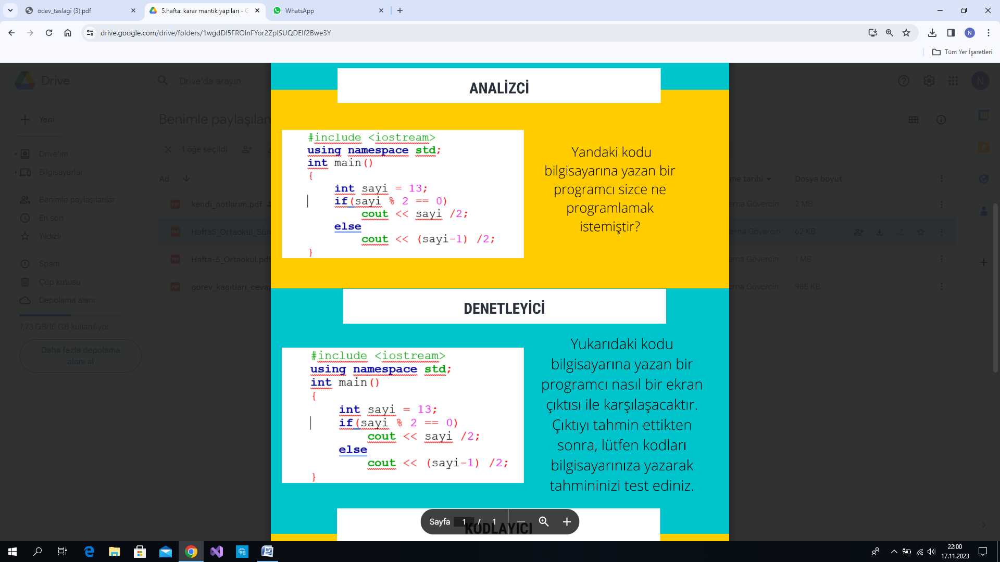 ödev_taslagi (3).pdf
5.hafta: karar mantık yapıları - G
WhatsApp
drive.google.com/drive/folders/1wgdDI5FROInFYor2ZpISUQDEIf2Bwe3Y
N
Tüm Yer İşaretleri
Drive
Drive'da arayın
N
Yeni
Benimle paylaşılan
1 öğe seçildi
Drive'ım
Bilgisayarlar
Benimle paylaşılanlar
En son
Yıldızlı
Spam
Çöp kutusu
Depolama alanı
7,73 GB/15 GB kullanılıyor
Daha fazla depolama
alanı al
Ad
me tarihi
Dosya boyut
kendi_notlarım.pdf
erna Gövercin
2 MB
Hafta5_Ortaokul_Sür
erna Gövercin
62 KB
Hafta-5_Ortaokul.pdf
erna Gövercin
1 MB
gorev_kagıtları_cevap
erna Gövercin
985 KB
ANALİZCİ
#include <iostream>
using namespace std;
int main()
{
int sayi = 13;
if(sayi % 2 == 0)
cout << sayi /2;
else
cout << (sayi-1) /2;
}
Yandaki kodu
bilgisayarına yazan bir
programcı sizce ne
programlamak
istemiştir?
DENETLEYİCİ
#include <iostream>
using namespace std;
int main()
{
int sayi = 13;
if(sayi % 2 == 0)
cout << sayi /2;
else
cout << (sayi-1) /2;
}
Yukarıdaki kodu
bilgisayarına yazan bir
programcı nasıl bir ekran
çıktısı ile karşılaşacaktır.
Çıktıyı tahmin ettikten
sonra, lütfen kodları
bilgisayarınıza yazarak
tahmininizi test ediniz.
KODLAYICI
Sayfa 1 / 1
22:00
17.11.2023